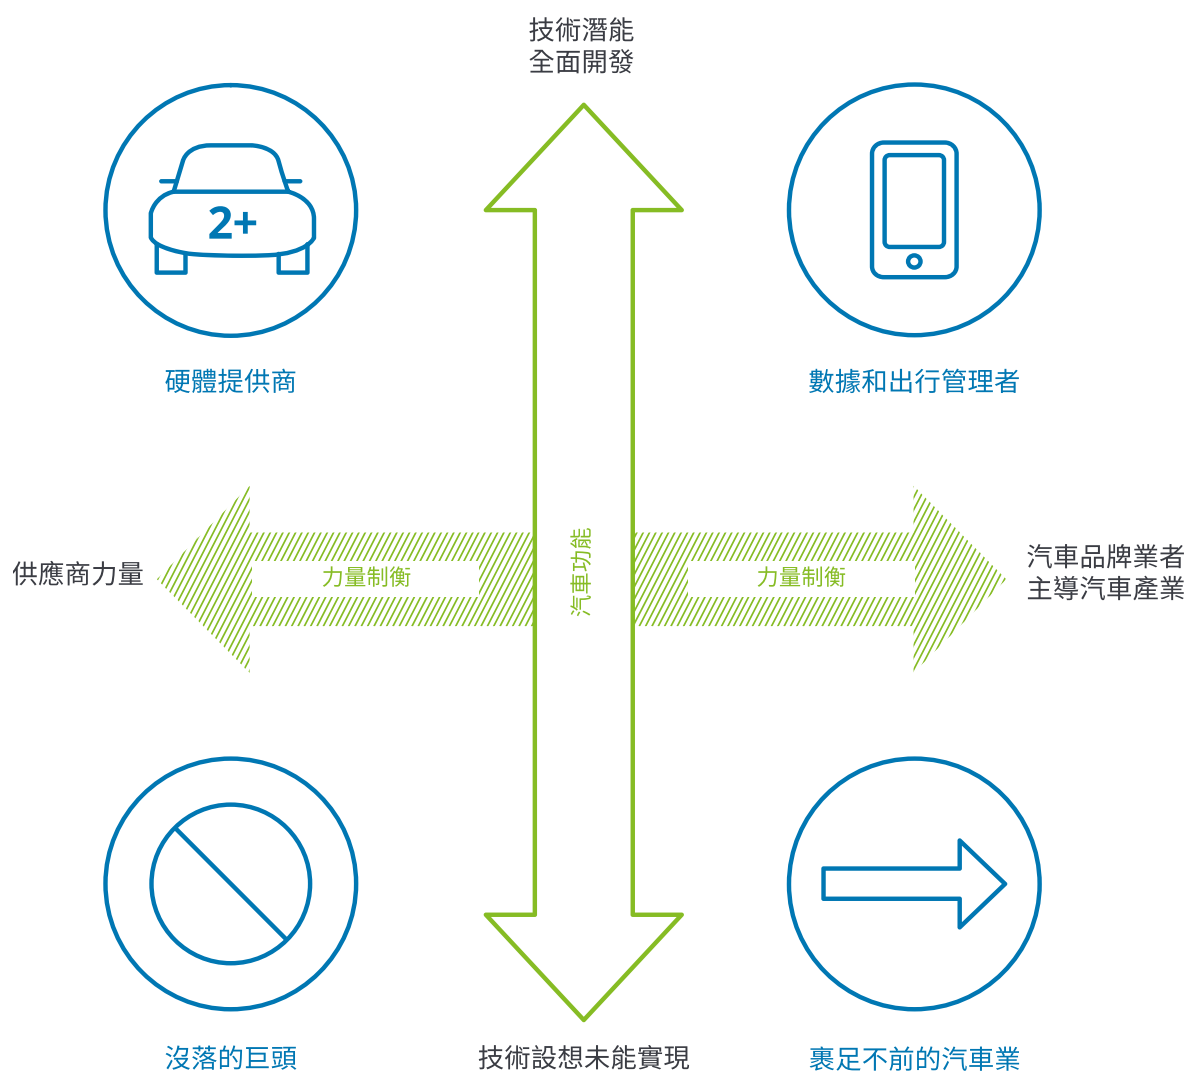 技術潛能
全面開發
2+
硬體提供商
數據和出行管理者
供應商力量
力量制衡
汽車功能
力量制衡
汽車品牌業者
主導汽車產業
沒落的巨頭
技術設想未能實現
裹足不前的汽車業